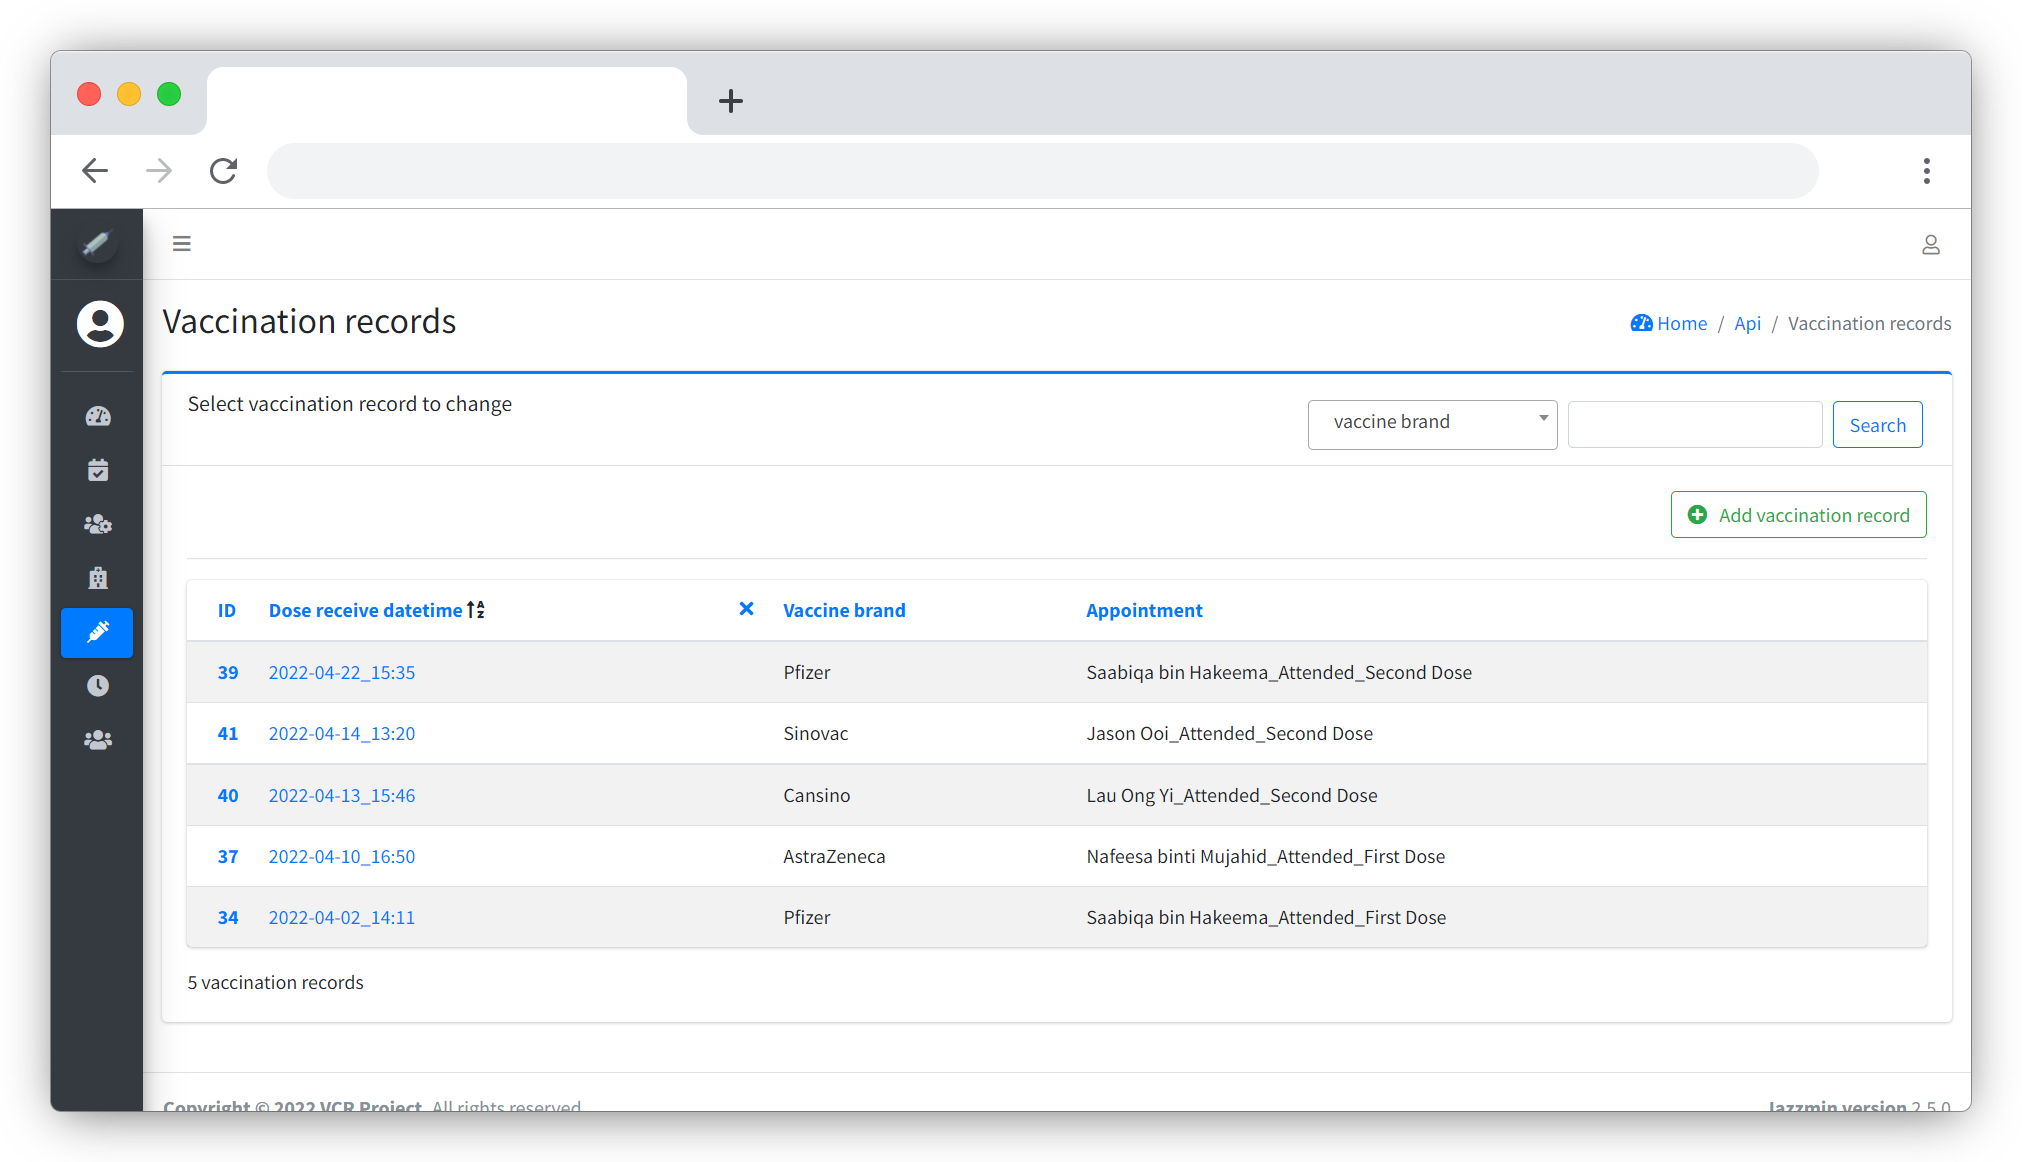 Vaccination records
Home / Api / Vaccination records
Select vaccination record to change
vaccine brand
Search
Add vaccination record
ID Dose receive datetime Vaccine brand Appointment
39 2022-04-22_15:35 Pfizer Saabiqa bin Hakeema_Attended_Second Dose
41 2022-04-14_13:20 Sinovac Jason Ooi_Attended_Second Dose
40 2022-04-13_15:46 Cansino Lau Ong Yi_Attended_Second Dose
37 2022-04-10_16:50 AstraZeneca Nafeesa binti Mujahid_Attended_First Dose
34 2022-04-02_14:11 Pfizer Saabiqa bin Hakeema_Attended_First Dose
5 vaccination records
Copyright © 2022 VCR Project. All rights reserved.
Jazzmin version 2.5.0